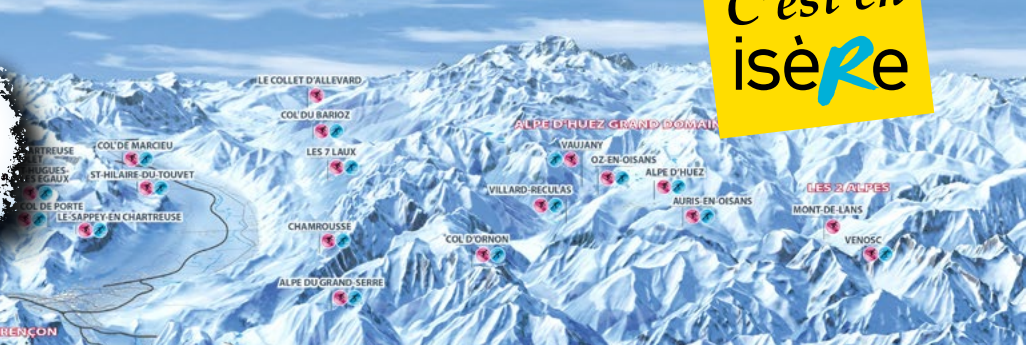 C'est en
isèRe
LE COLLET D'ALLEVARD
COL DU BARIOZ
ALPE D'HUEZ GRAND DOMAIN
COL DE MARCIEU
VAUJANY
LES 7 LAUX
OZ-EN-OISANS
ST-HILAIRE-DU-TOUVET
ALPE D'HUEZ
VILLARD-RECULAS
LES 2 ALPES
AURIS-EN-OISANS
COL DE PORTE
MONT-DE-LANS
LE-SAPPEY-EN CHARTREUSE
CHAMROUSSE
COL D'ORNON
VENOSC
ALPE DU GRAND-SERRE